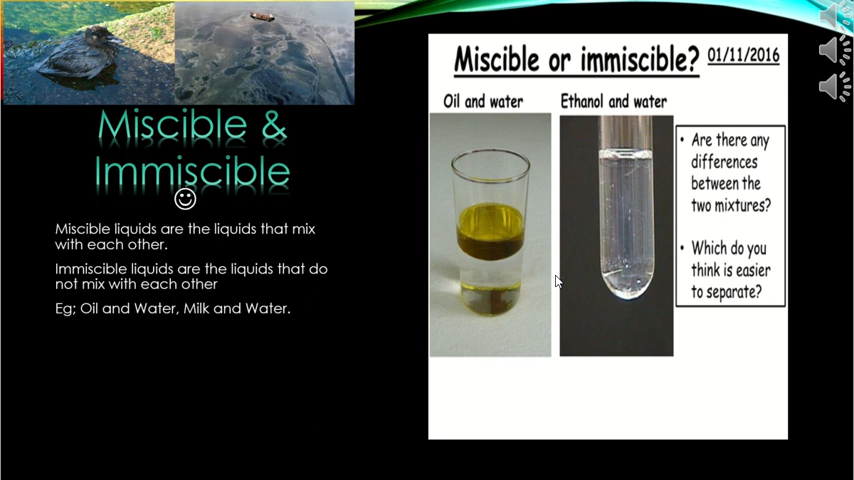 Miscible &
Immiscible
Miscible liquids are the liquids that mix
with each other.
Immiscible liquids are the liquids that do
not mix with each other
Eg; Oil and Water, Milk and Water.
Miscible or immiscible?
01/11/2016
Oil and water
Ethanol and water
• Are there any
differences
between the
two mixtures?
• Which do you
think is easier
to separate?